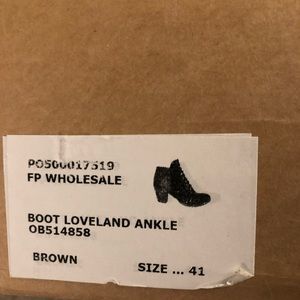 PO500017519
FP WHOLESALE
BOOT LOVELAND ANKLE
OB514858
BROWN
SIZE ... 41